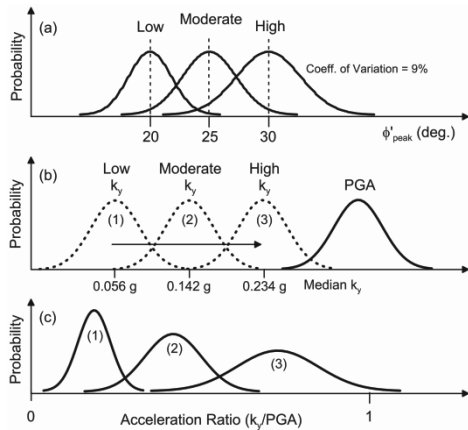 (a)
Probability
Low
Moderate
High
Coeff. of Variation = 9%
20
25
30
ϕ'peak (deg.)
(b)
Probability
Low
ky
(1)
Moderate
ky
(2)
High
ky
(3)
PGA
0.056 g
0.142 g
0.234 g
Median ky
(c)
Probability
(1)
(2)
(3)
0
1
Acceleration Ratio (ky/PGA)